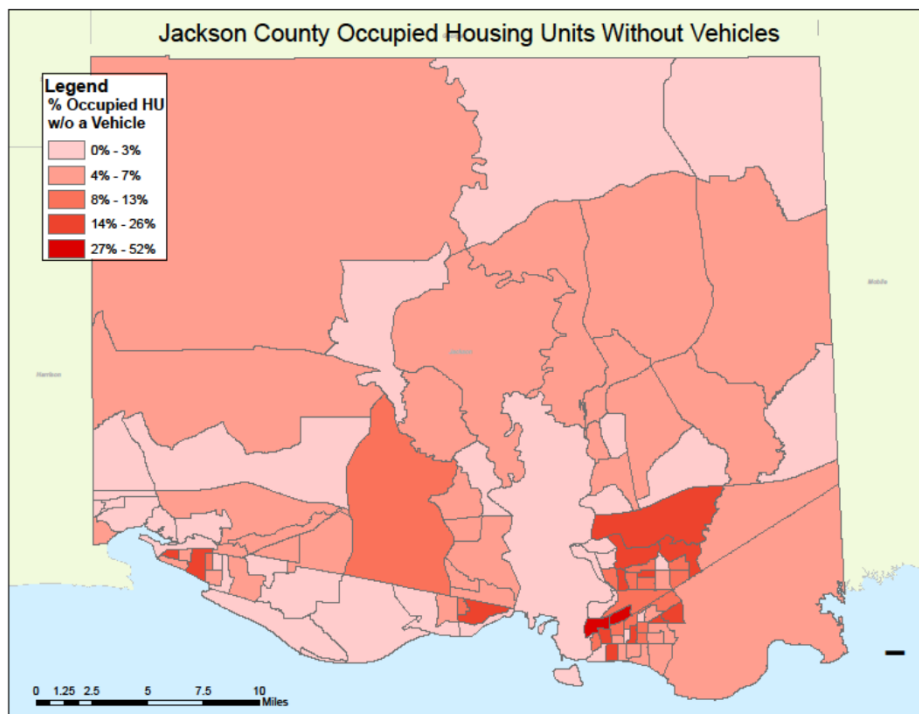 Jackson County Occupied Housing Units Without Vehicles
Legend
% Occupied HU
w/o a Vehicle
0% - 3%
4% - 7%
8% - 13%
14% - 26%
27% - 52%
Mobile
Harrison
0 1.25 2.5 5 7.5 10
Miles